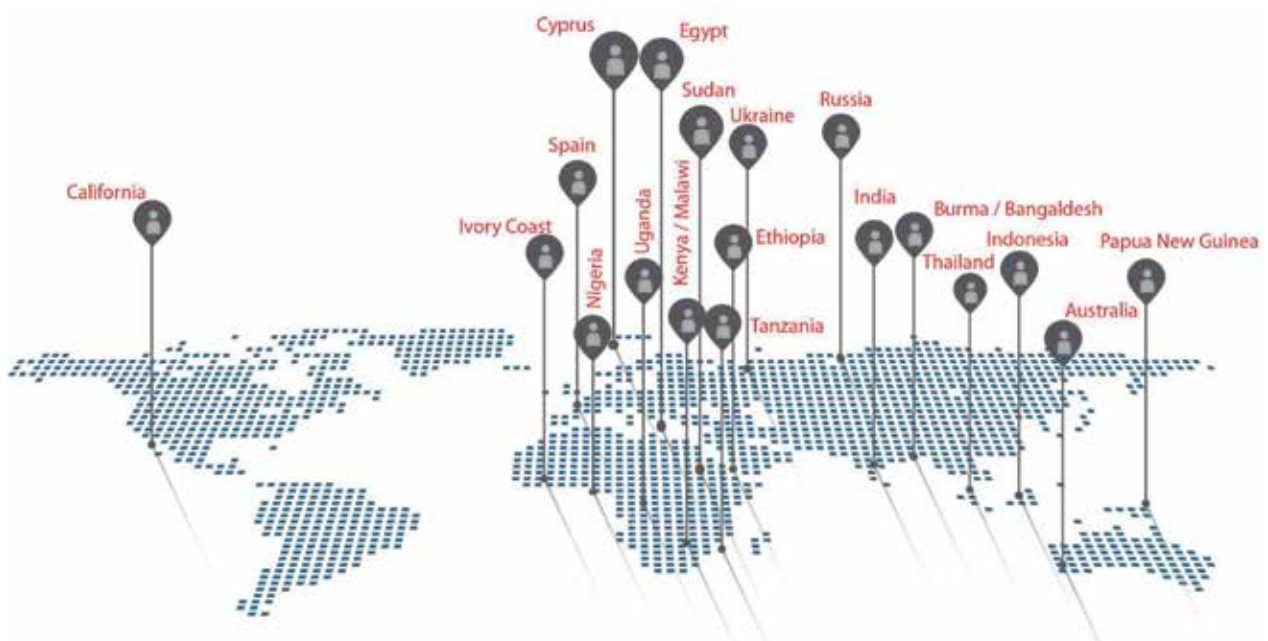 Cyprus
Egypt
Sudan
Ukraine
Russia
Spain
California
Ivory Coast
Uganda
Kenya / Malawi
Nigeria
Ethiopia
Tanzania
India
Burma / Bangaldesh
Indonesia
Thailand
Papua New Guinea
Australia